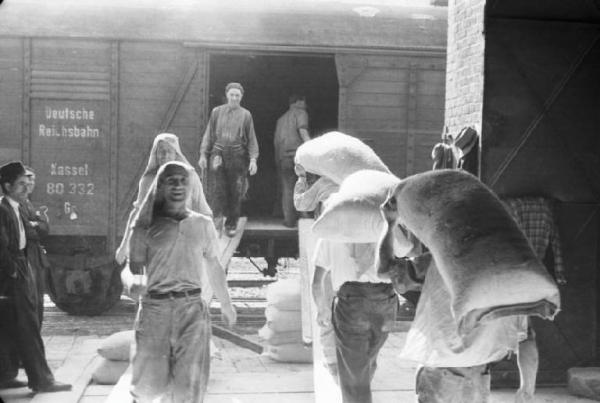 Deutsche
Reichsbahn
Kassel
80 332
G